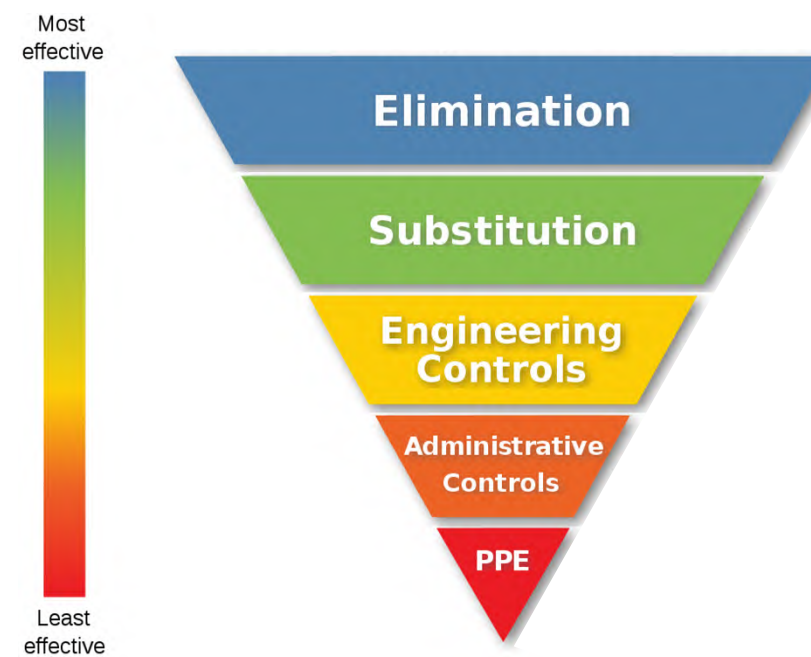 Most
effective
Elimination
Substitution
Engineering
Controls
Administrative
Controls
PPE
Least
effective